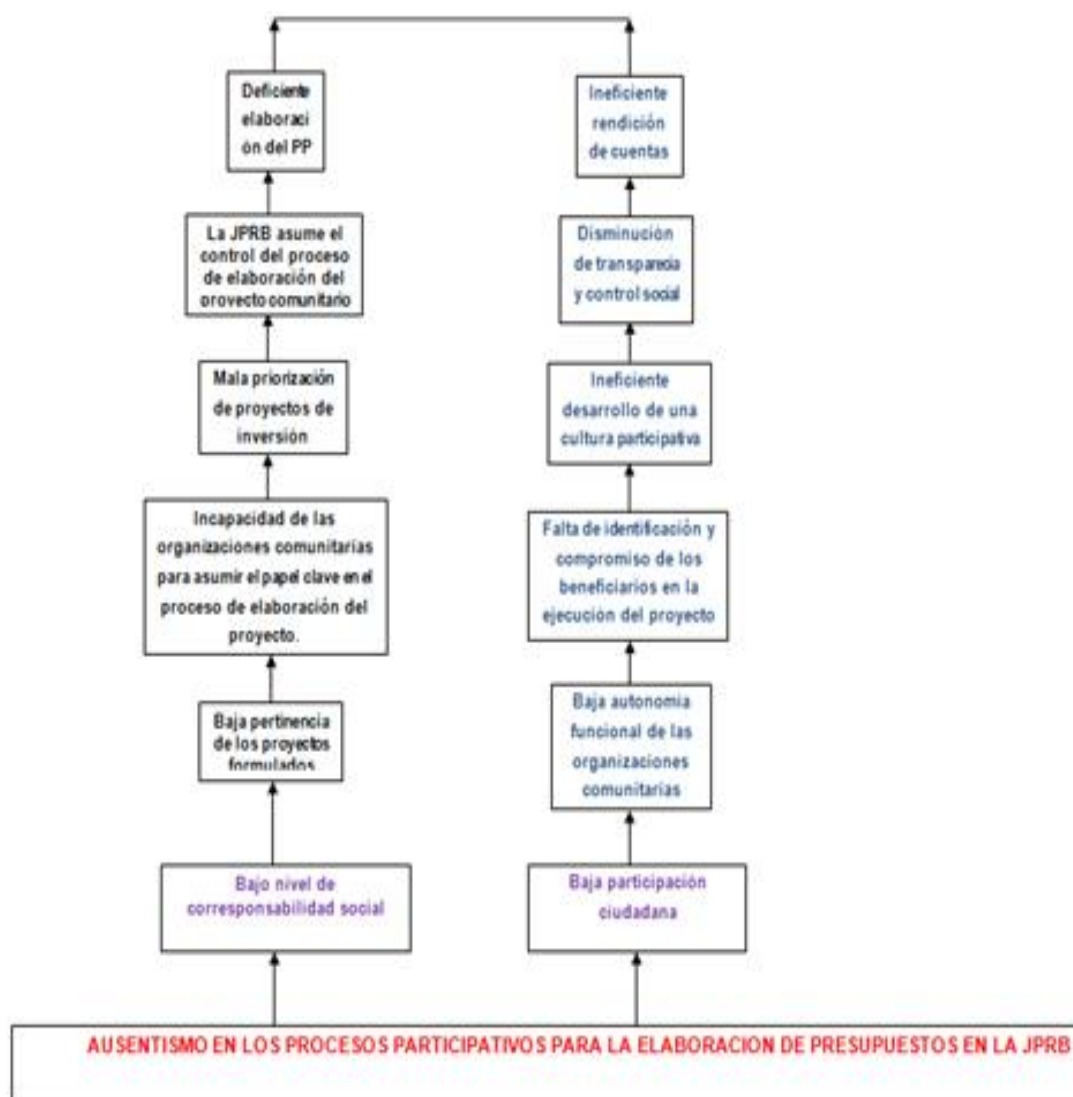 Deficiente
elaboraci
ón del PP
Ineficiente
rendición
de cuentas
La JPRB asume el
control del proceso
de elaboración del
proyecto comunitario
Disminución
de transparecia
y control social
Mala priorización
de proyectos de
inversión
Ineficiente
desarrollo de una
cultura participativa
Incapacidad de las
organizaciones comunitarías
para asumir el papel clave en el
proceso de elaboración del
proyecto.
Falta de identificación y
compromiso de los
beneficiarios en la
ejecución del proyecto
Baja pertinencia
de los proyectos
formulados
Baja autonomía
funcional de las
organizaciones
comunitarías
Bajo nivel de
corresponsabilidad social
Baja participación
ciudadana
AUSENTISMO EN LOS PROCESOS PARTICIPATIVOS PARA LA ELABORACION DE PRESUPUESTOS EN LA JPRB